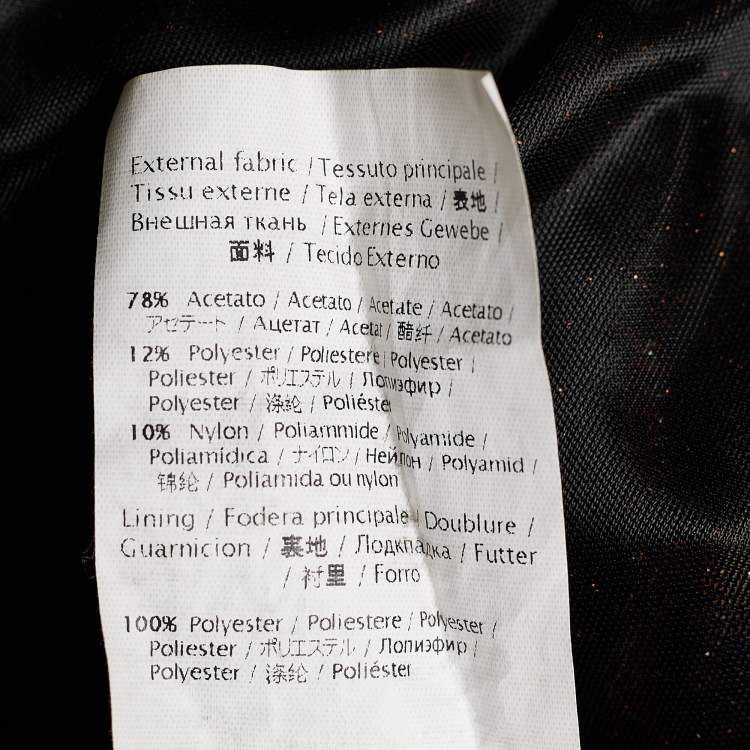 External fabric / Tessuto principale /
Tissu externe / Tela externa / 表地 /
Внешная ткань / Externes Gewebe /
面料 / Tecido Externo
78% Acetato / Acetato / Acetate / Acetato /
アセテート / Ацетат / Acetat / 醋纤 / Acetato
12% Polyester / Poliestere / Polyester /
Poliester / ポリエステル / Лопиэфир /
Polyester / 涤纶 / Poliéster
10% Nylon / Poliammide / Polyamide /
Poliamídica / ナイロン / Нейлон / Polyamid /
锦纶 / Poliamida ou nylon
Lining / Fodera principale / Doublure /
Guarnicion / 裏地 / Лодкладка / Futter
/ 衬里 / Forro
100% Polyester / Poliestere / Polyester /
Poliester / ポリエステル / Лопиэфир /
Polyester / 涤纶 / Poliéster